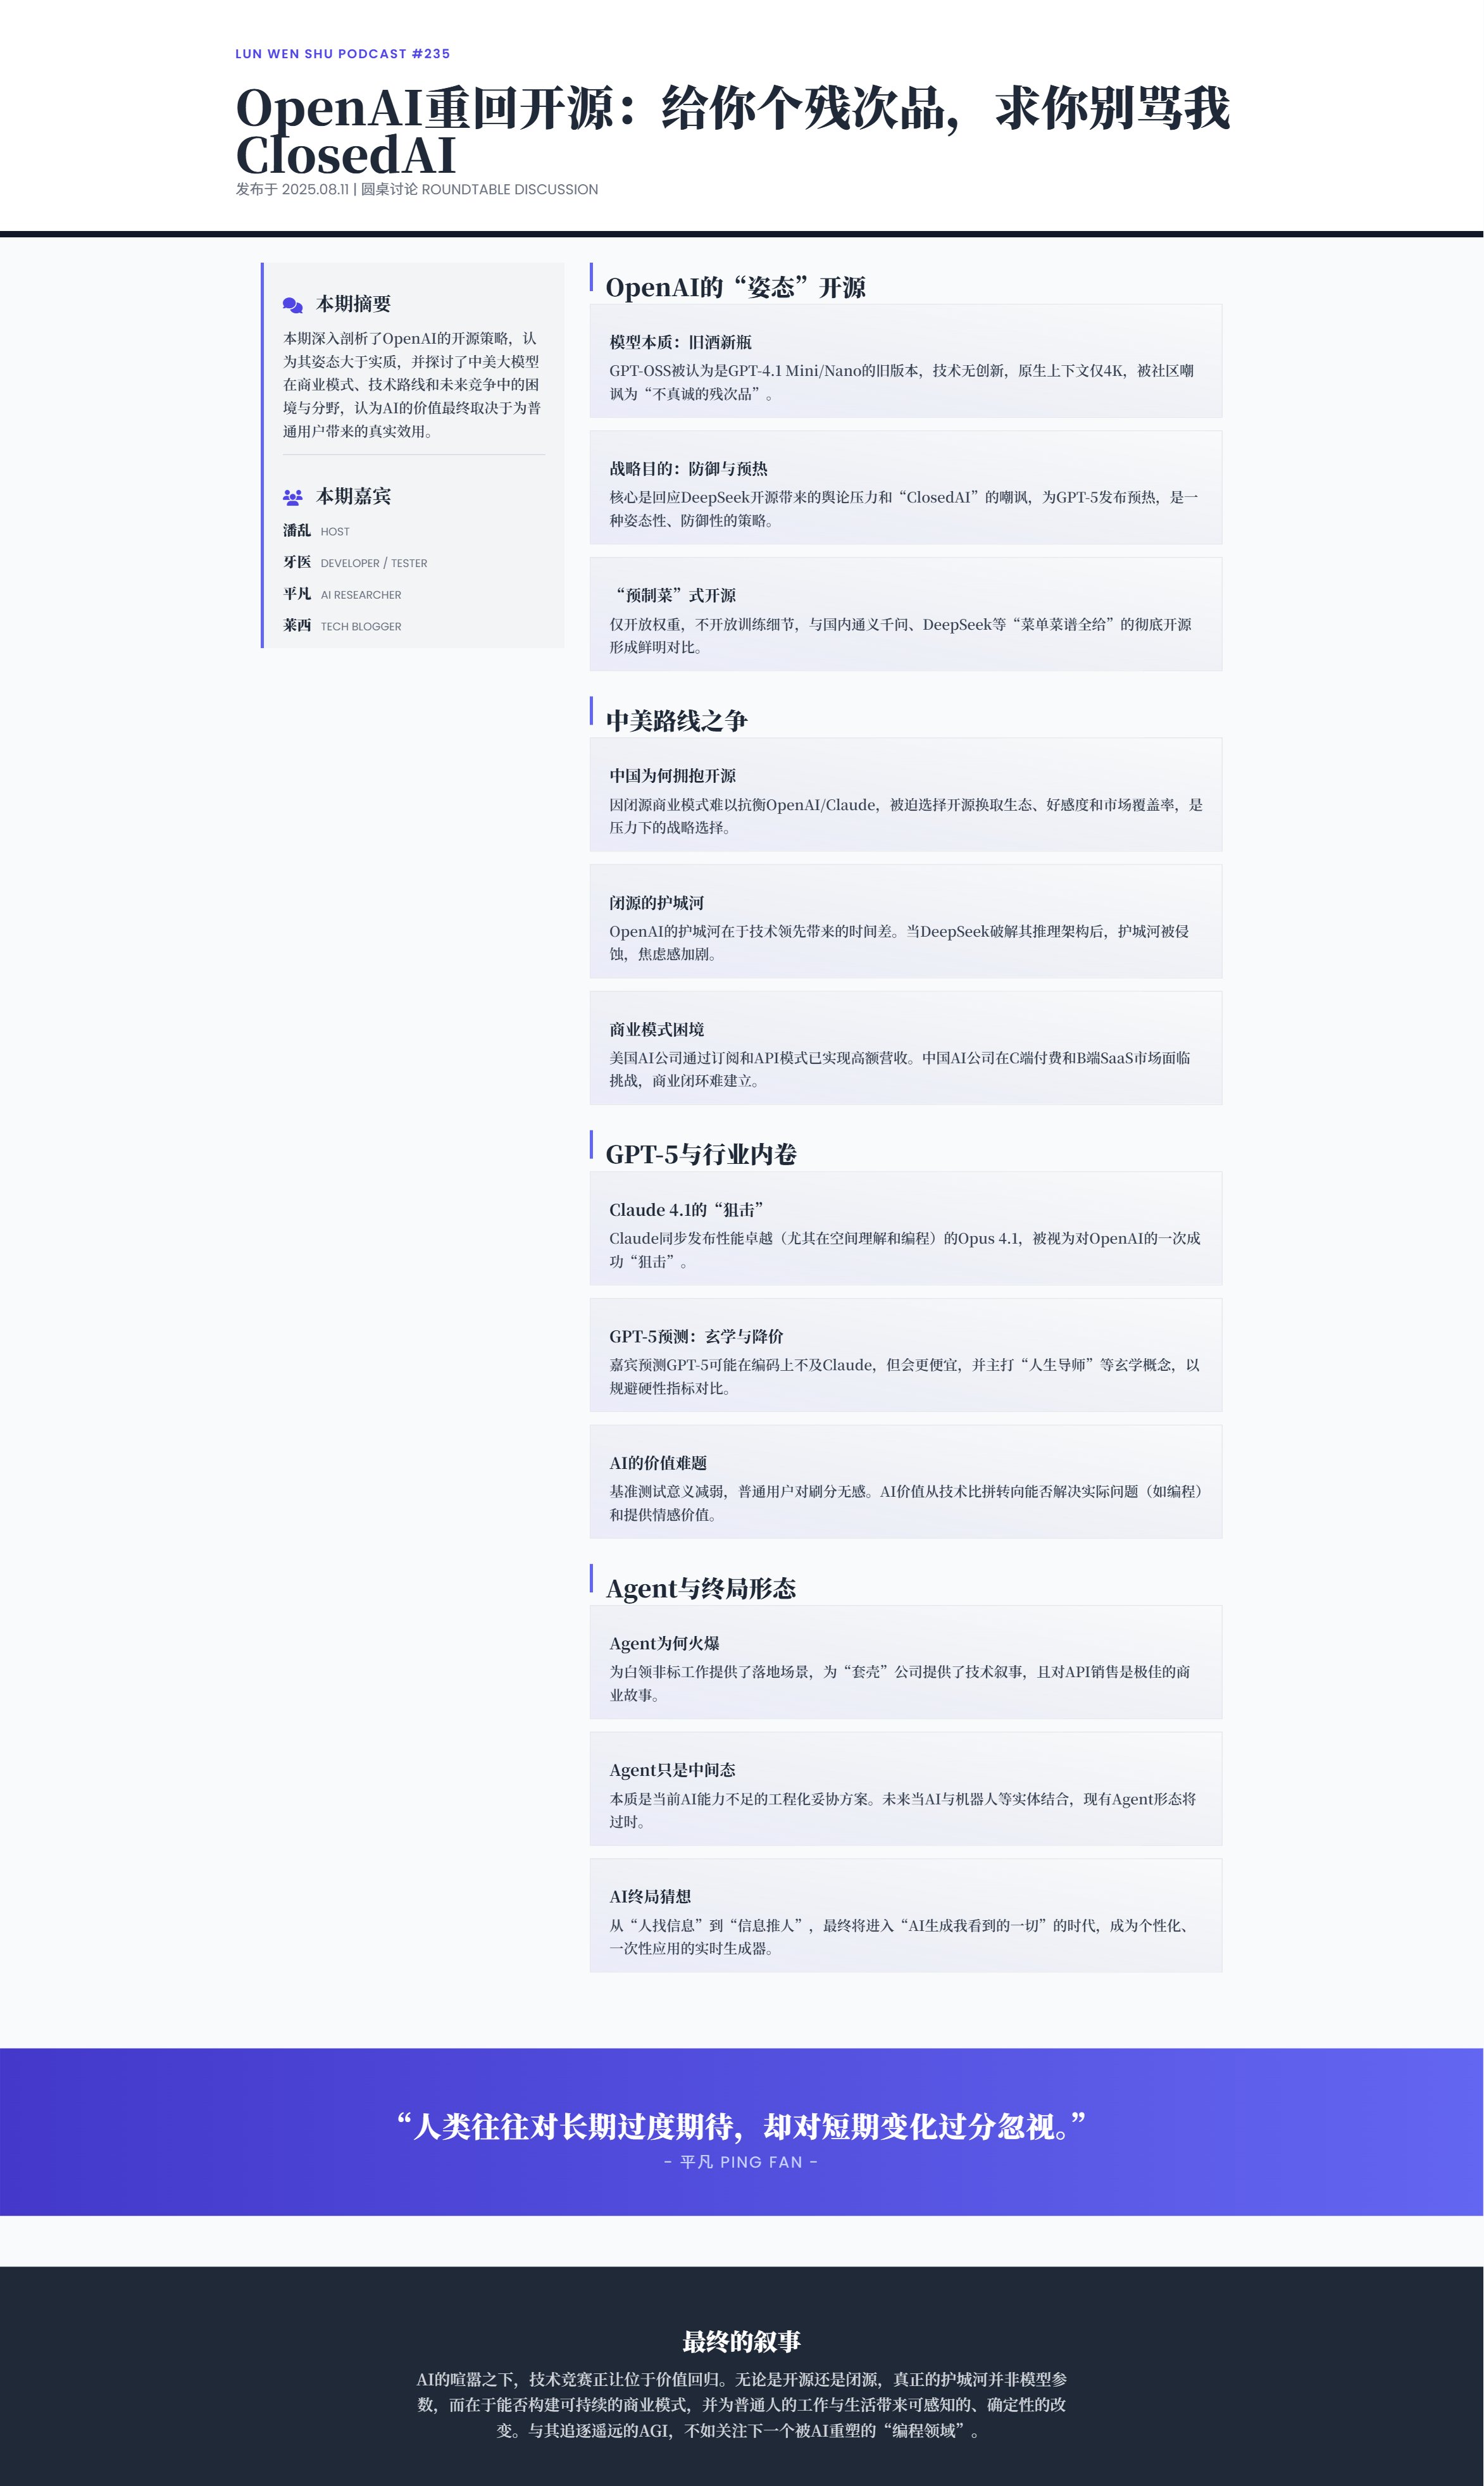 LUN WEN SHU PODCAST #235
OpenAI重回开源：给你个残次品，求你别骂我
ClosedAI
发布于 2025.08.11 | 圆桌讨论 ROUNDTABLE DISCUSSION
本期摘要
本期深入剖析了OpenAI的开源策略，认
为其姿态大于实质，并探讨了中美大模型
在商业模式、技术路线和未来竞争中的困
境与分野，认为AI的价值最终取决于为普
通用户带来的真实效用。
本期嘉宾
潘乱 HOST
牙医 DEVELOPER / TESTER
平凡 AI RESEARCHER
莱西 TECH BLOGGER
OpenAI的“姿态”开源
模型本质：旧酒新瓶
GPT-OSS被认为是GPT-4.1 Mini/Nano的旧版本，技术无创新，原生上下文仅4K，被社区嘲
讽为“不真诚的残次品”。
战略目的：防御与预热
核心是回应DeepSeek开源带来的舆论压力和“ClosedAI”的嘲讽，为GPT-5发布预热，是一
种姿态性、防御性的策略。
“预制菜”式开源
仅开放权重，不开放训练细节，与国内通义千问、DeepSeek等“菜单菜谱全给”的彻底开源
形成鲜明对比。
中美路线之争
中国为何拥抱开源
因闭源商业模式难以抗衡OpenAI/Claude，被迫选择开源换取生态、好感度和市场覆盖率，是
压力下的战略选择。
闭源的护城河
OpenAI的护城河在于技术领先带来的时间差。当DeepSeek破解其推理架构后，护城河被侵
蚀，焦虑感加剧。
商业模式困境
美国AI公司通过订阅和API模式已实现高额营收。中国AI公司在C端付费和B端SaaS市场面临
挑战，商业闭环难建立。
GPT-5与行业内卷
Claude 4.1的“狙击”
Claude同步发布性能卓越（尤其在空间理解和编程）的Opus 4.1，被视为对OpenAI的一次成
功“狙击”。
GPT-5预测：玄学与降价
嘉宾预测GPT-5可能在编码上不及Claude，但会更便宜，并主打“人生导师”等玄学概念，以
规避硬性指标对比。
AI的价值难题
基准测试意义减弱，普通用户对刷分无感。AI价值从技术比拼转向能否解决实际问题（如编程）
和提供情感价值。
Agent与终局形态
Agent为何火爆
为白领非标工作提供了落地场景，为“套壳”公司提供了技术叙事，且对API销售是极佳的商
业故事。
Agent只是中间态
本质是当前AI能力不足的工程化妥协方案。未来当AI与机器人等实体结合，现有Agent形态将
过时。
AI终局猜想
从“人找信息”到“信息推人”，最终将进入“AI生成我看到的一切”的时代，成为个性化、
一次性应用的实时生成器。
“人类往往对长期过度期待，却对短期变化过分忽视。”
- 平凡 PING FAN -
最终的叙事
AI的喧嚣之下，技术竞赛正让位于价值回归。无论是开源还是闭源，真正的护城河并非模型参
数，而在于能否构建可持续的商业模式，并为普通人的工作与生活带来可感知的、确定性的改
变。与其追逐遥远的AGI，不如关注下一个被AI重塑的“编程领域”。